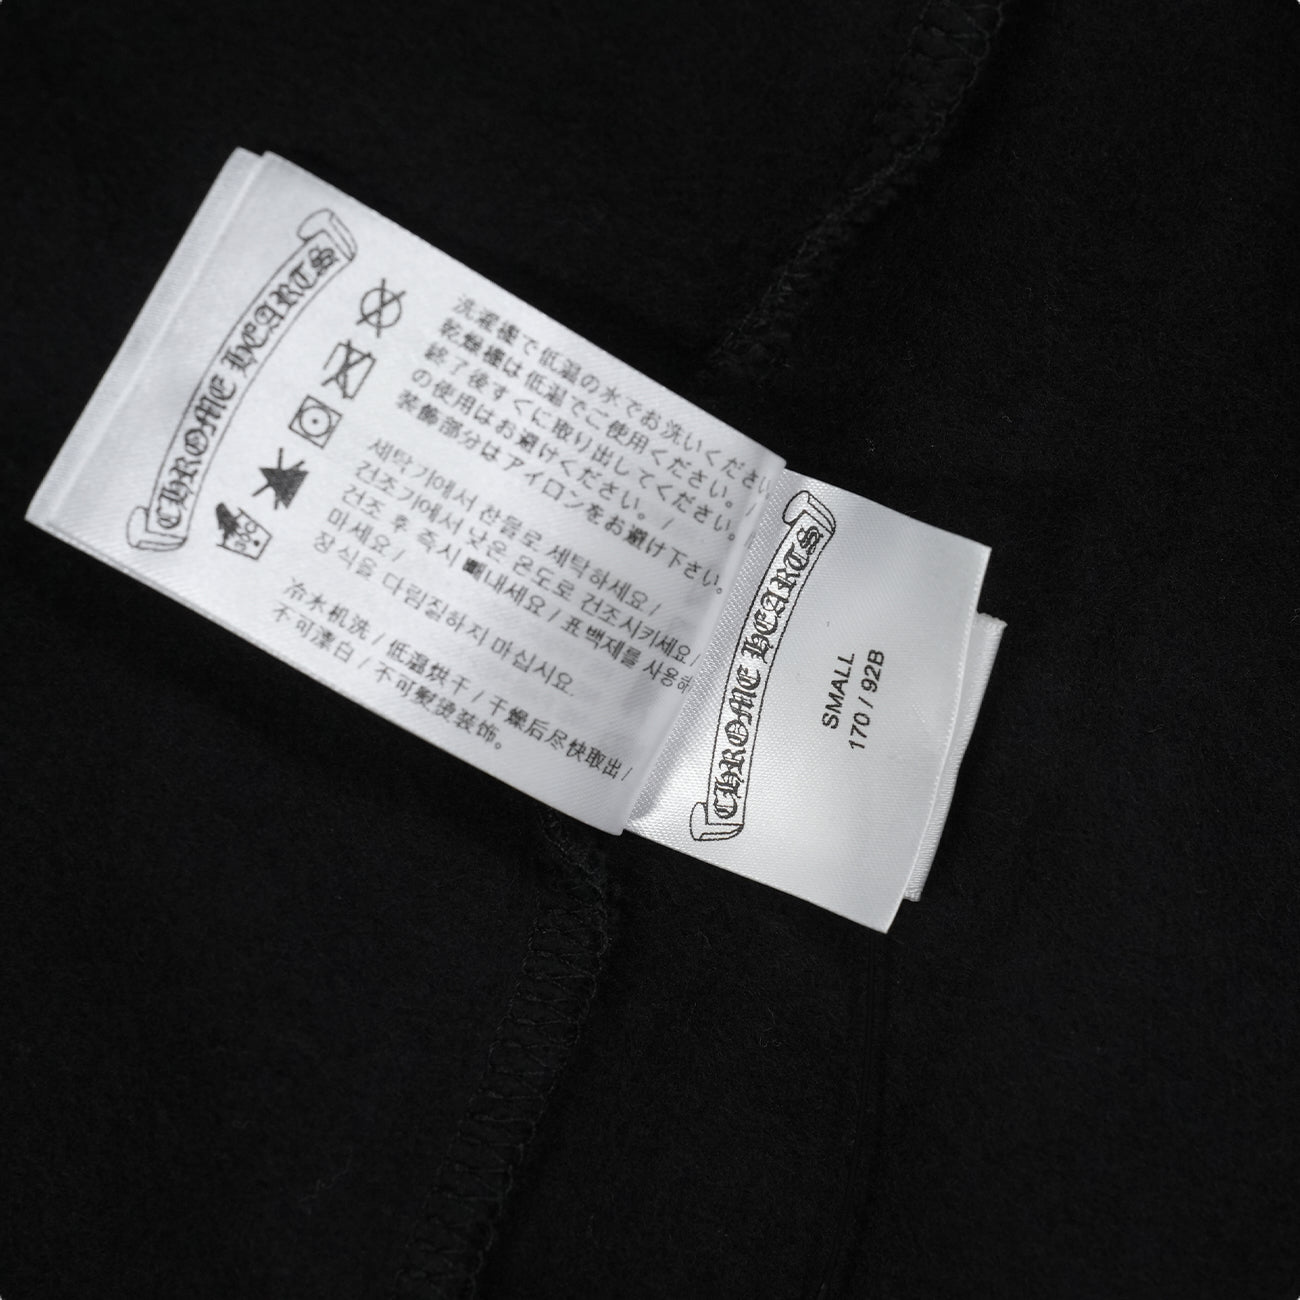 CHROME HEARTS
洗濯機で低温の水でお洗いください。/
乾燥機は低温でご使用ください。/
終了後すぐに取り出してください。
の使用はお避けください。/
装飾部分はアイロンをお避け下さい。
세탁기에서 찬물로 세탁하세요 /
건조기에서 낮은 온도로 건조시키세요 /
건조 후 즉시 내세요 / 표백제를 사용하
마세요 /
장식을 다림질하지 마십시오.
冷水机洗 / 低温烘干 / 干燥后尽快取出 /
不可漂白 / 不可熨烫装饰。
CHROME HEARTS
SMALL
170 / 92B